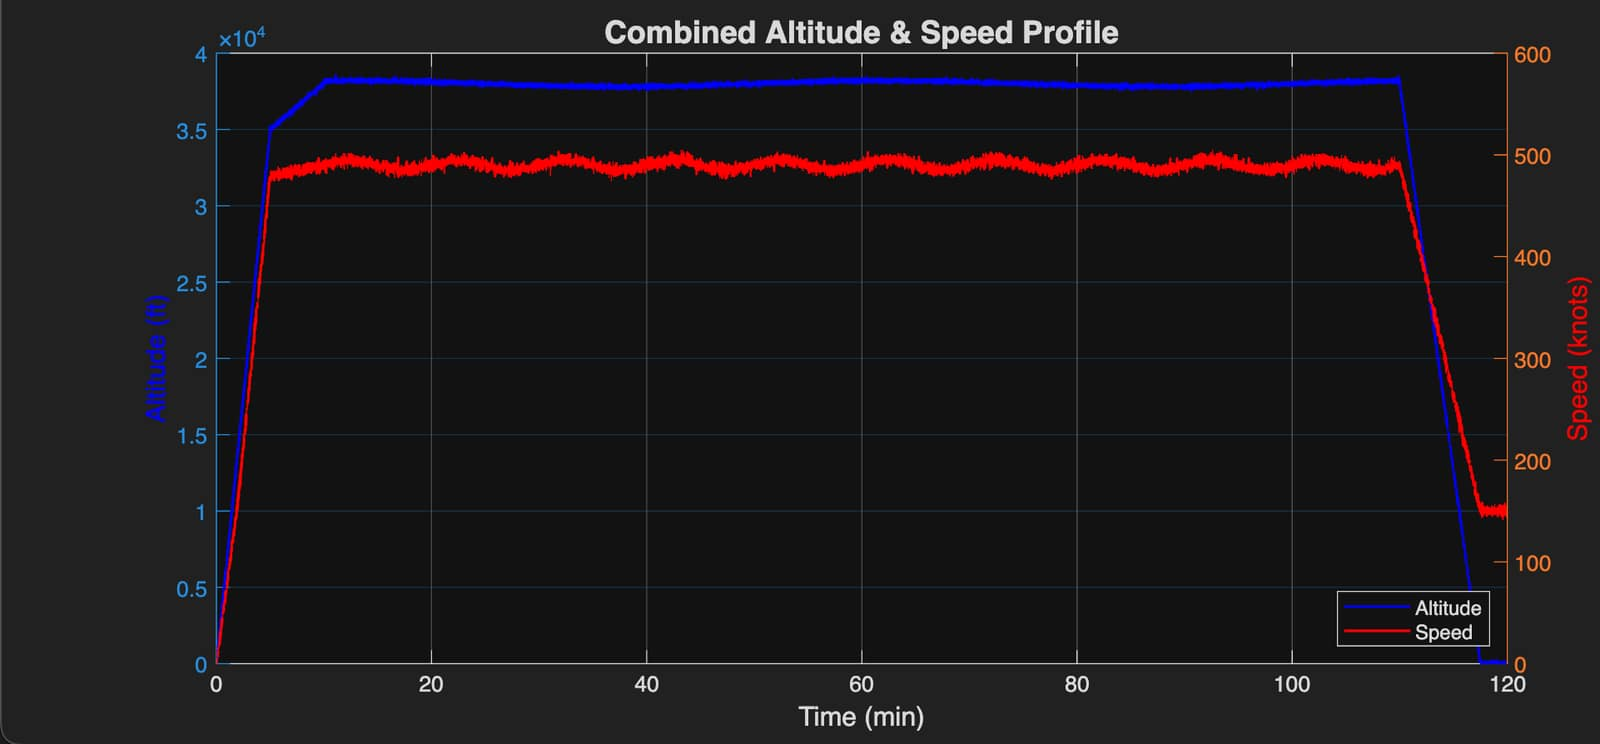 Combined Altitude & Speed Profile
×10⁴
4
3.5
3
2.5
2
1.5
1
0.5
0
Altitude (ft)
600
500
400
300
200
100
0
Speed (knots)
Altitude
Speed
0 20 40 60 80 100 120
Time (min)